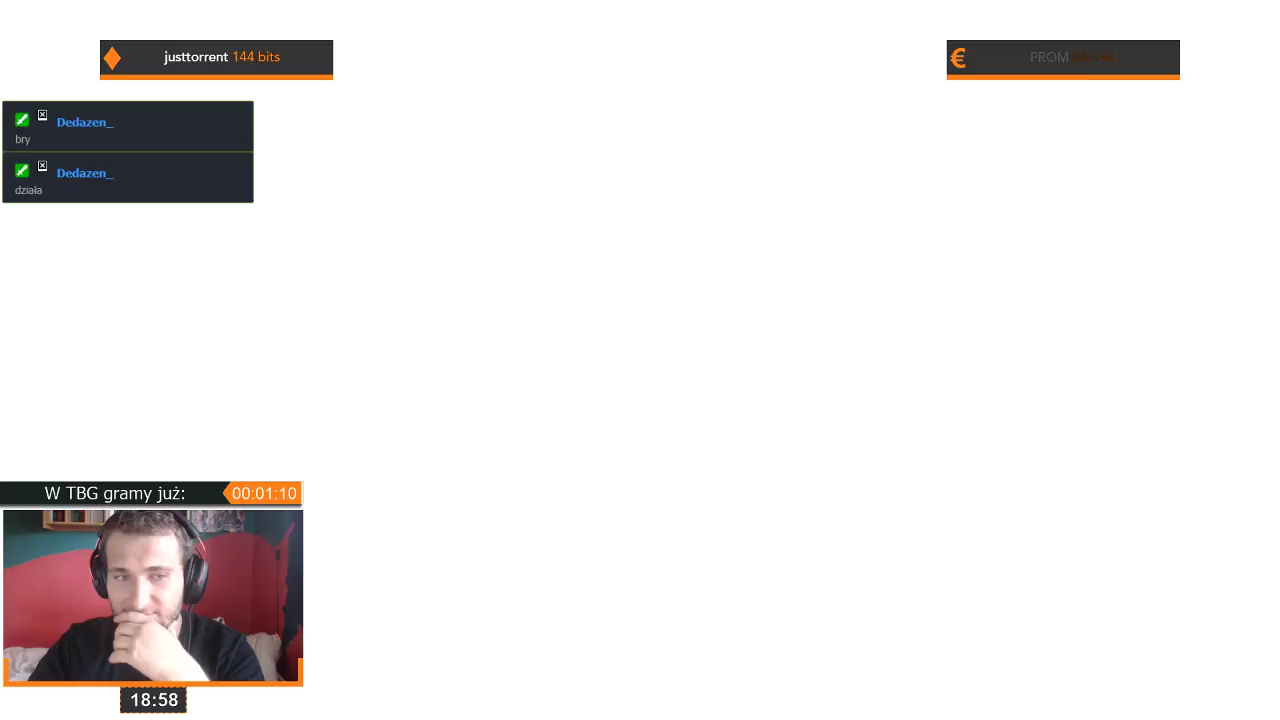 justtorrent 144 bits
€ PROM
Dedazen_
bry
Dedazen_
działa
W TBG gramy już: 00:01:10
18:58